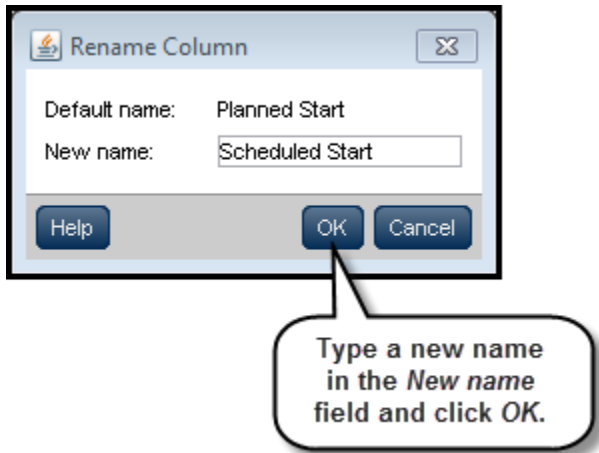 Rename Column
Default name: Planned Start
New name: Scheduled Start
Help OK Cancel
Type a new name
in the New name
field and click OK.